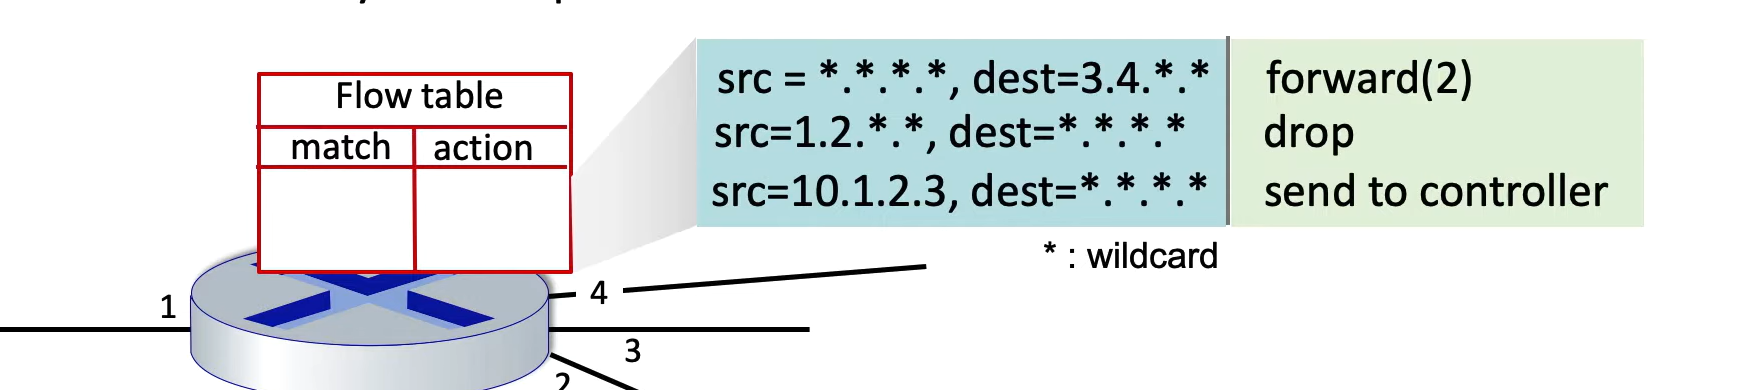 Flow table
match action
src = *.*.*.*, dest=3.4.*.* forward(2)
src=1.2.*.*, dest=*.*.*.* drop
src=10.1.2.3, dest=*.*.*.* send to controller
* : wildcard
1
4
3
2